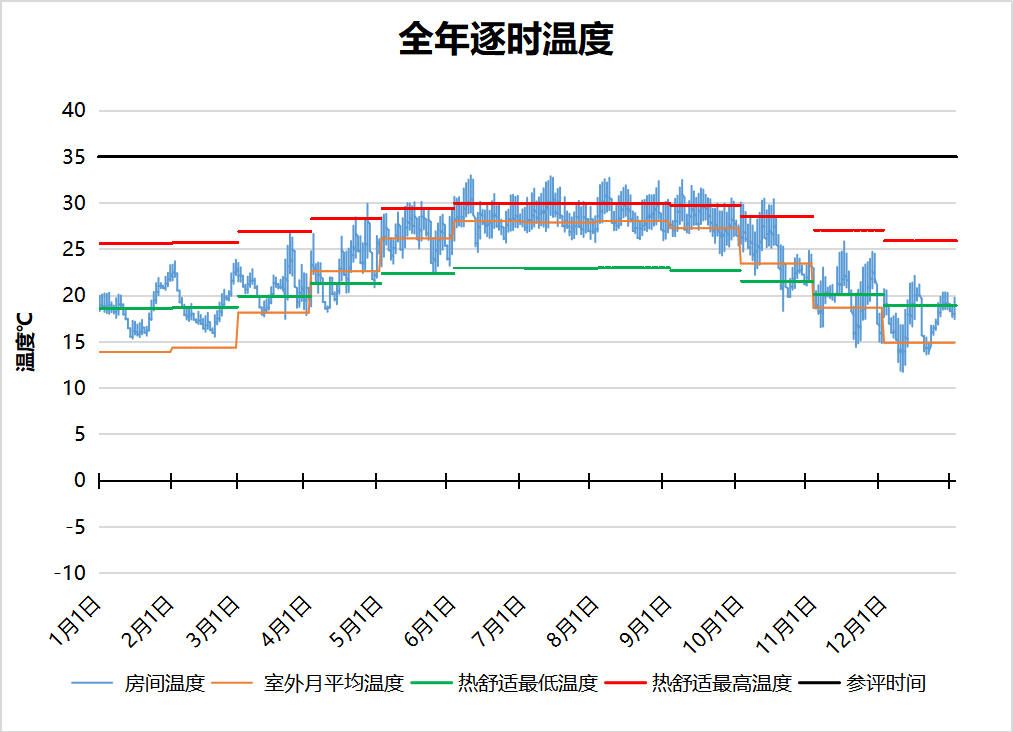 全年逐时温度
40
35
30
25
20
15
10
5
0
-5
-10
温度℃
1月1日
2月1日
3月1日
4月1日
5月1日
6月1日
7月1日
8月1日
9月1日
10月1日
11月1日
12月1日
房间温度 室外月平均温度 热舒适最低温度 热舒适最高温度 参评时间